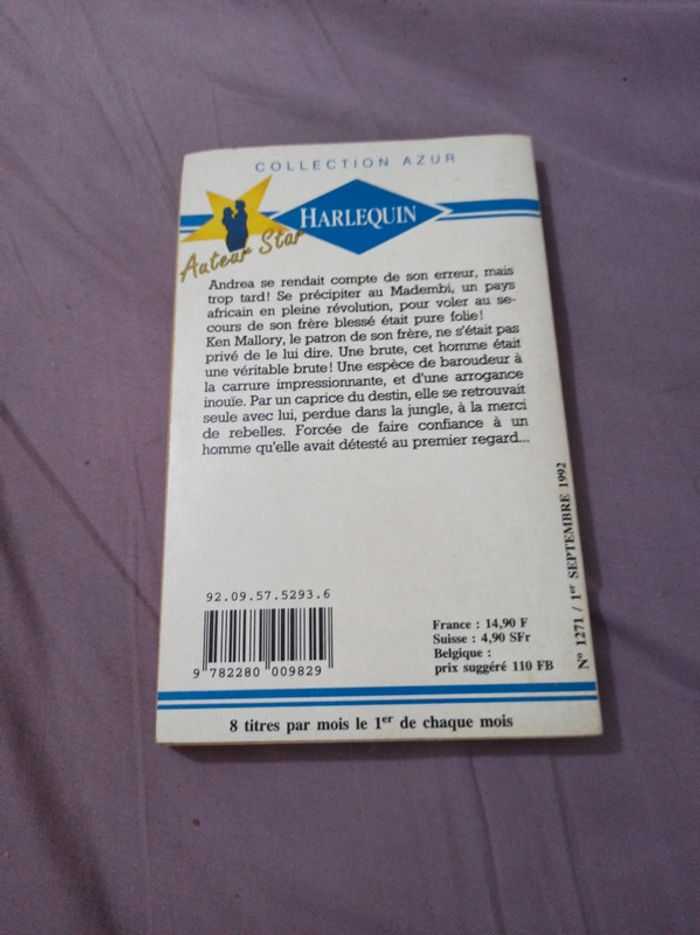 COLLECTION AZUR
HARLEQUIN
Auteur Star
Andrea se rendait compte de son erreur, mais
trop tard! Se précipiter au Madembi, un pays
africain en pleine révolution, pour voler au se-
cours de son frère blessé était pure folie!
Ken Mallory, le patron de son frère, ne s'était pas
privé de le lui dire. Une brute, cet homme était
une véritable brute! Une espèce de baroudeur à
la carrure impressionnante, et d'une arrogance
inouïe. Par un caprice du destin, elle se retrouvait
seule avec lui, perdue dans la jungle, à la merci
de rebelles. Forcée de faire confiance à un
homme qu'elle avait détesté au premier regard...
92.09.57.5293.6
9 782280 009829
France : 14,90 F
Suisse : 4,90 SFr
Belgique :
prix suggéré 110 FB
N° 1271 / 1er SEPTEMBRE 1992
8 titres par mois le 1er de chaque mois